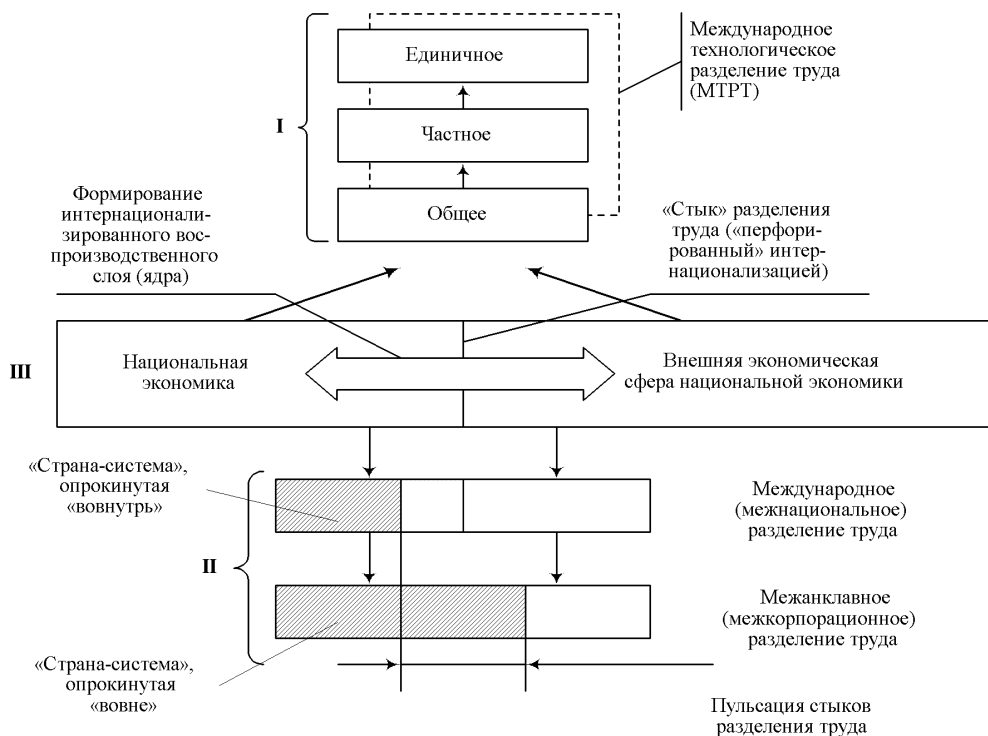 Единичное
Международное
технологическое
разделение труда
(МТРТ)
I
Частное
Общее
Формирование
интернационали-
зированного вос-
производственного
слоя (ядра)
«Стык» разделения
труда («перфори-
рованный» интер-
национализацией)
III
Национальная
экономика
Внешняя экономическая
сфера национальной экономики
«Страна-система»,
опрокинутая
«вовнутрь»
Международное
(межнациональное)
разделение труда
II
Межанклавное
(межкорпорационное)
разделение труда
«Страна-система»,
опрокинутая
«вовне»
Пульсация стыков
разделения труда